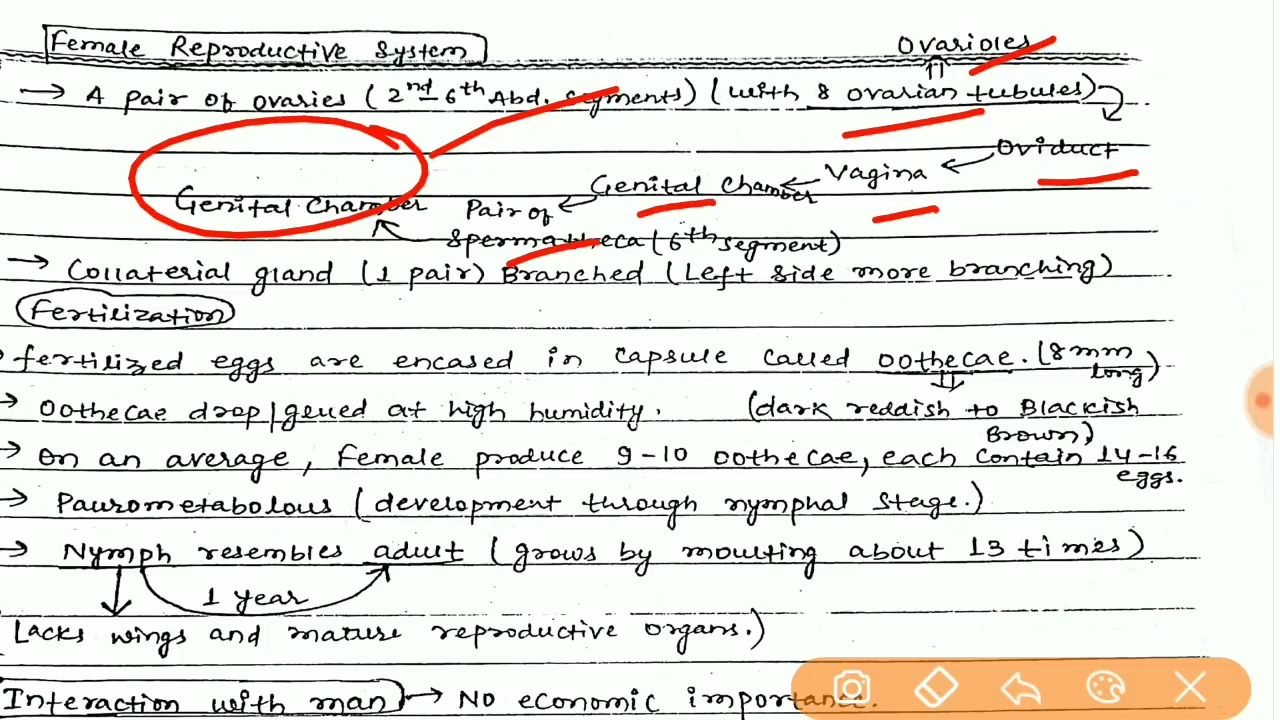 Female Reproductive System
Ovarioles
→ A pair of ovaries (2nd- 6th Abd. segments) (with 8 ovarian tubules)
Oviduct
Vagina
Genital Chamber
Pair of
Spermatheca (6th segment)
Genital Chamber
→ Collaterial gland (1 pair) Branched (Left side more branching)
Fertilization
fertilized eggs are encased in capsule called oothecae. (8mm long)
→ Oothecae drop/glued at high humidity. (dark reddish to Blackish Brown)
→ On an average, Female produce 9-10 oothecae, each contain 14-16 eggs.
→ Paurometabolous (development through nymphal stage.)
→ Nymph resembles adult (grows by moulting about 13 times)
1 year
Lacks wings and mature reproductive organs.)
Interaction with man → No economic importance.